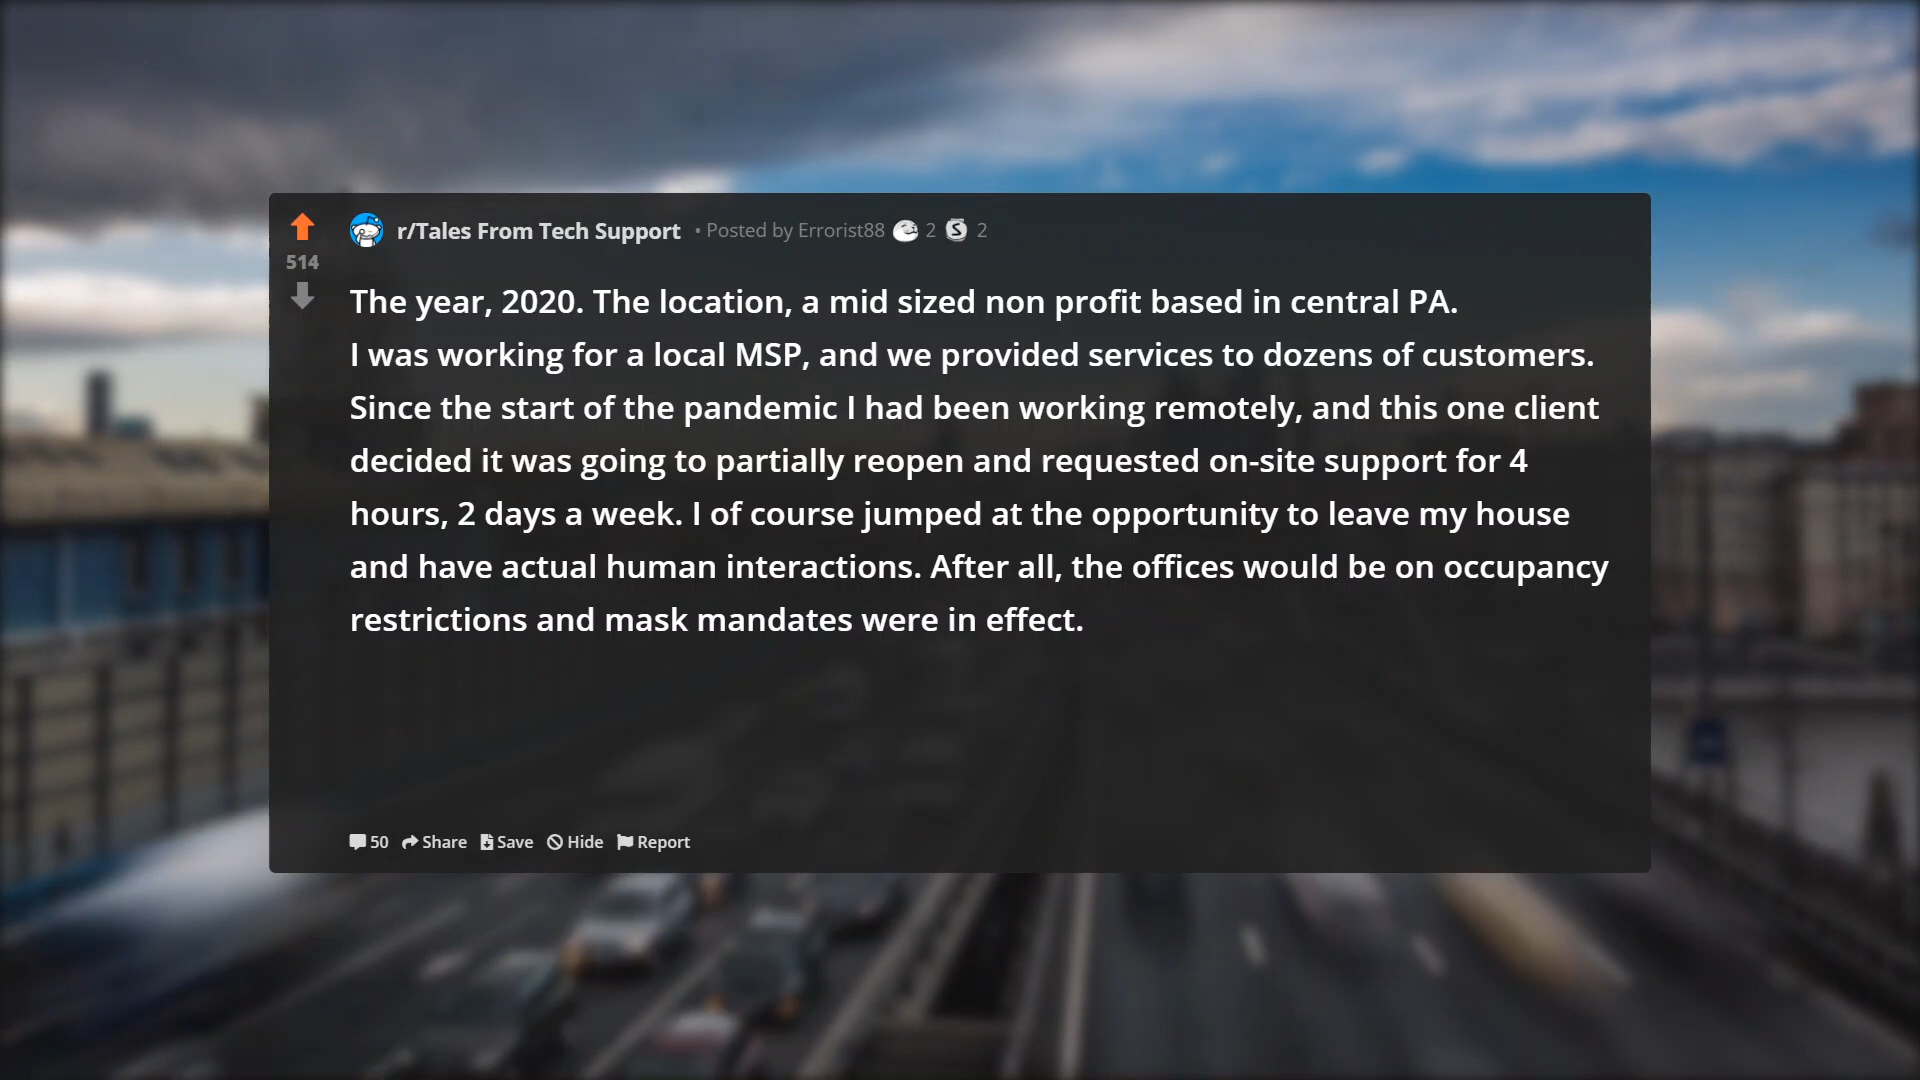 r/Tales From Tech Support • Posted by Errorist88 2 S 2
514
The year, 2020. The location, a mid sized non profit based in central PA.
I was working for a local MSP, and we provided services to dozens of customers.
Since the start of the pandemic I had been working remotely, and this one client
decided it was going to partially reopen and requested on-site support for 4
hours, 2 days a week. I of course jumped at the opportunity to leave my house
and have actual human interactions. After all, the offices would be on occupancy
restrictions and mask mandates were in effect.
50 Share Save Hide Report